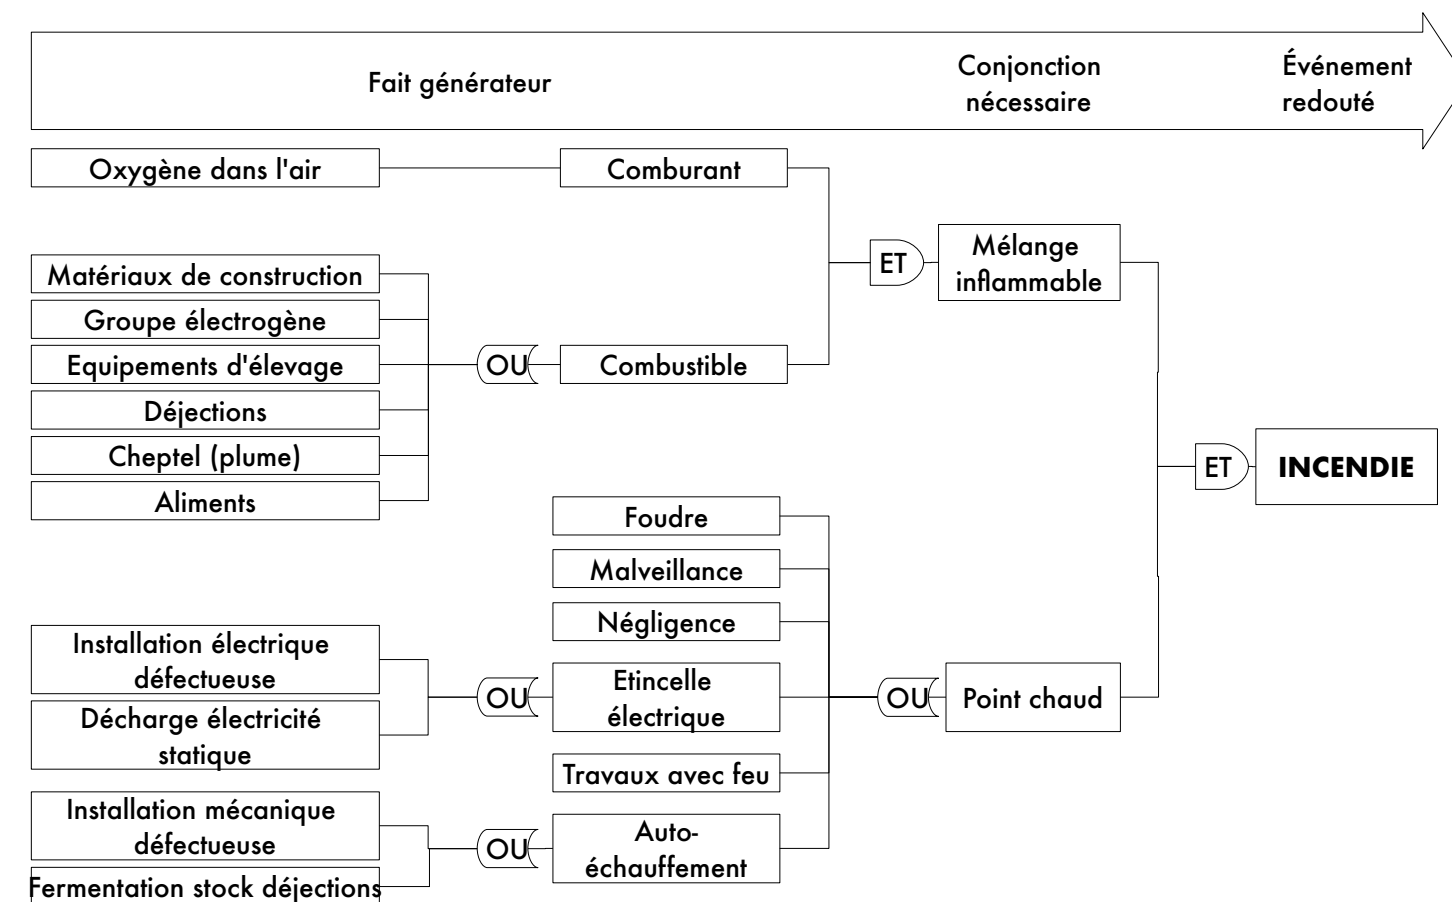 Fait générateur
Conjonction
nécessaire
Événement
redouté
Oxygène dans l'air
Comburant
Matériaux de construction
Groupe électrogène
Equipements d'élevage
Déjections
Cheptel (plume)
Aliments
OU
Combustible
ET
Mélange
inflammable
Foudre
Malveillance
Négligence
Installation électrique
défectueuse
Décharge électricité
statique
OU
Etincelle
électrique
Travaux avec feu
Installation mécanique
défectueuse
Fermentation stock déjections
OU
Auto-
échauffement
OU
Point chaud
ET
INCENDIE